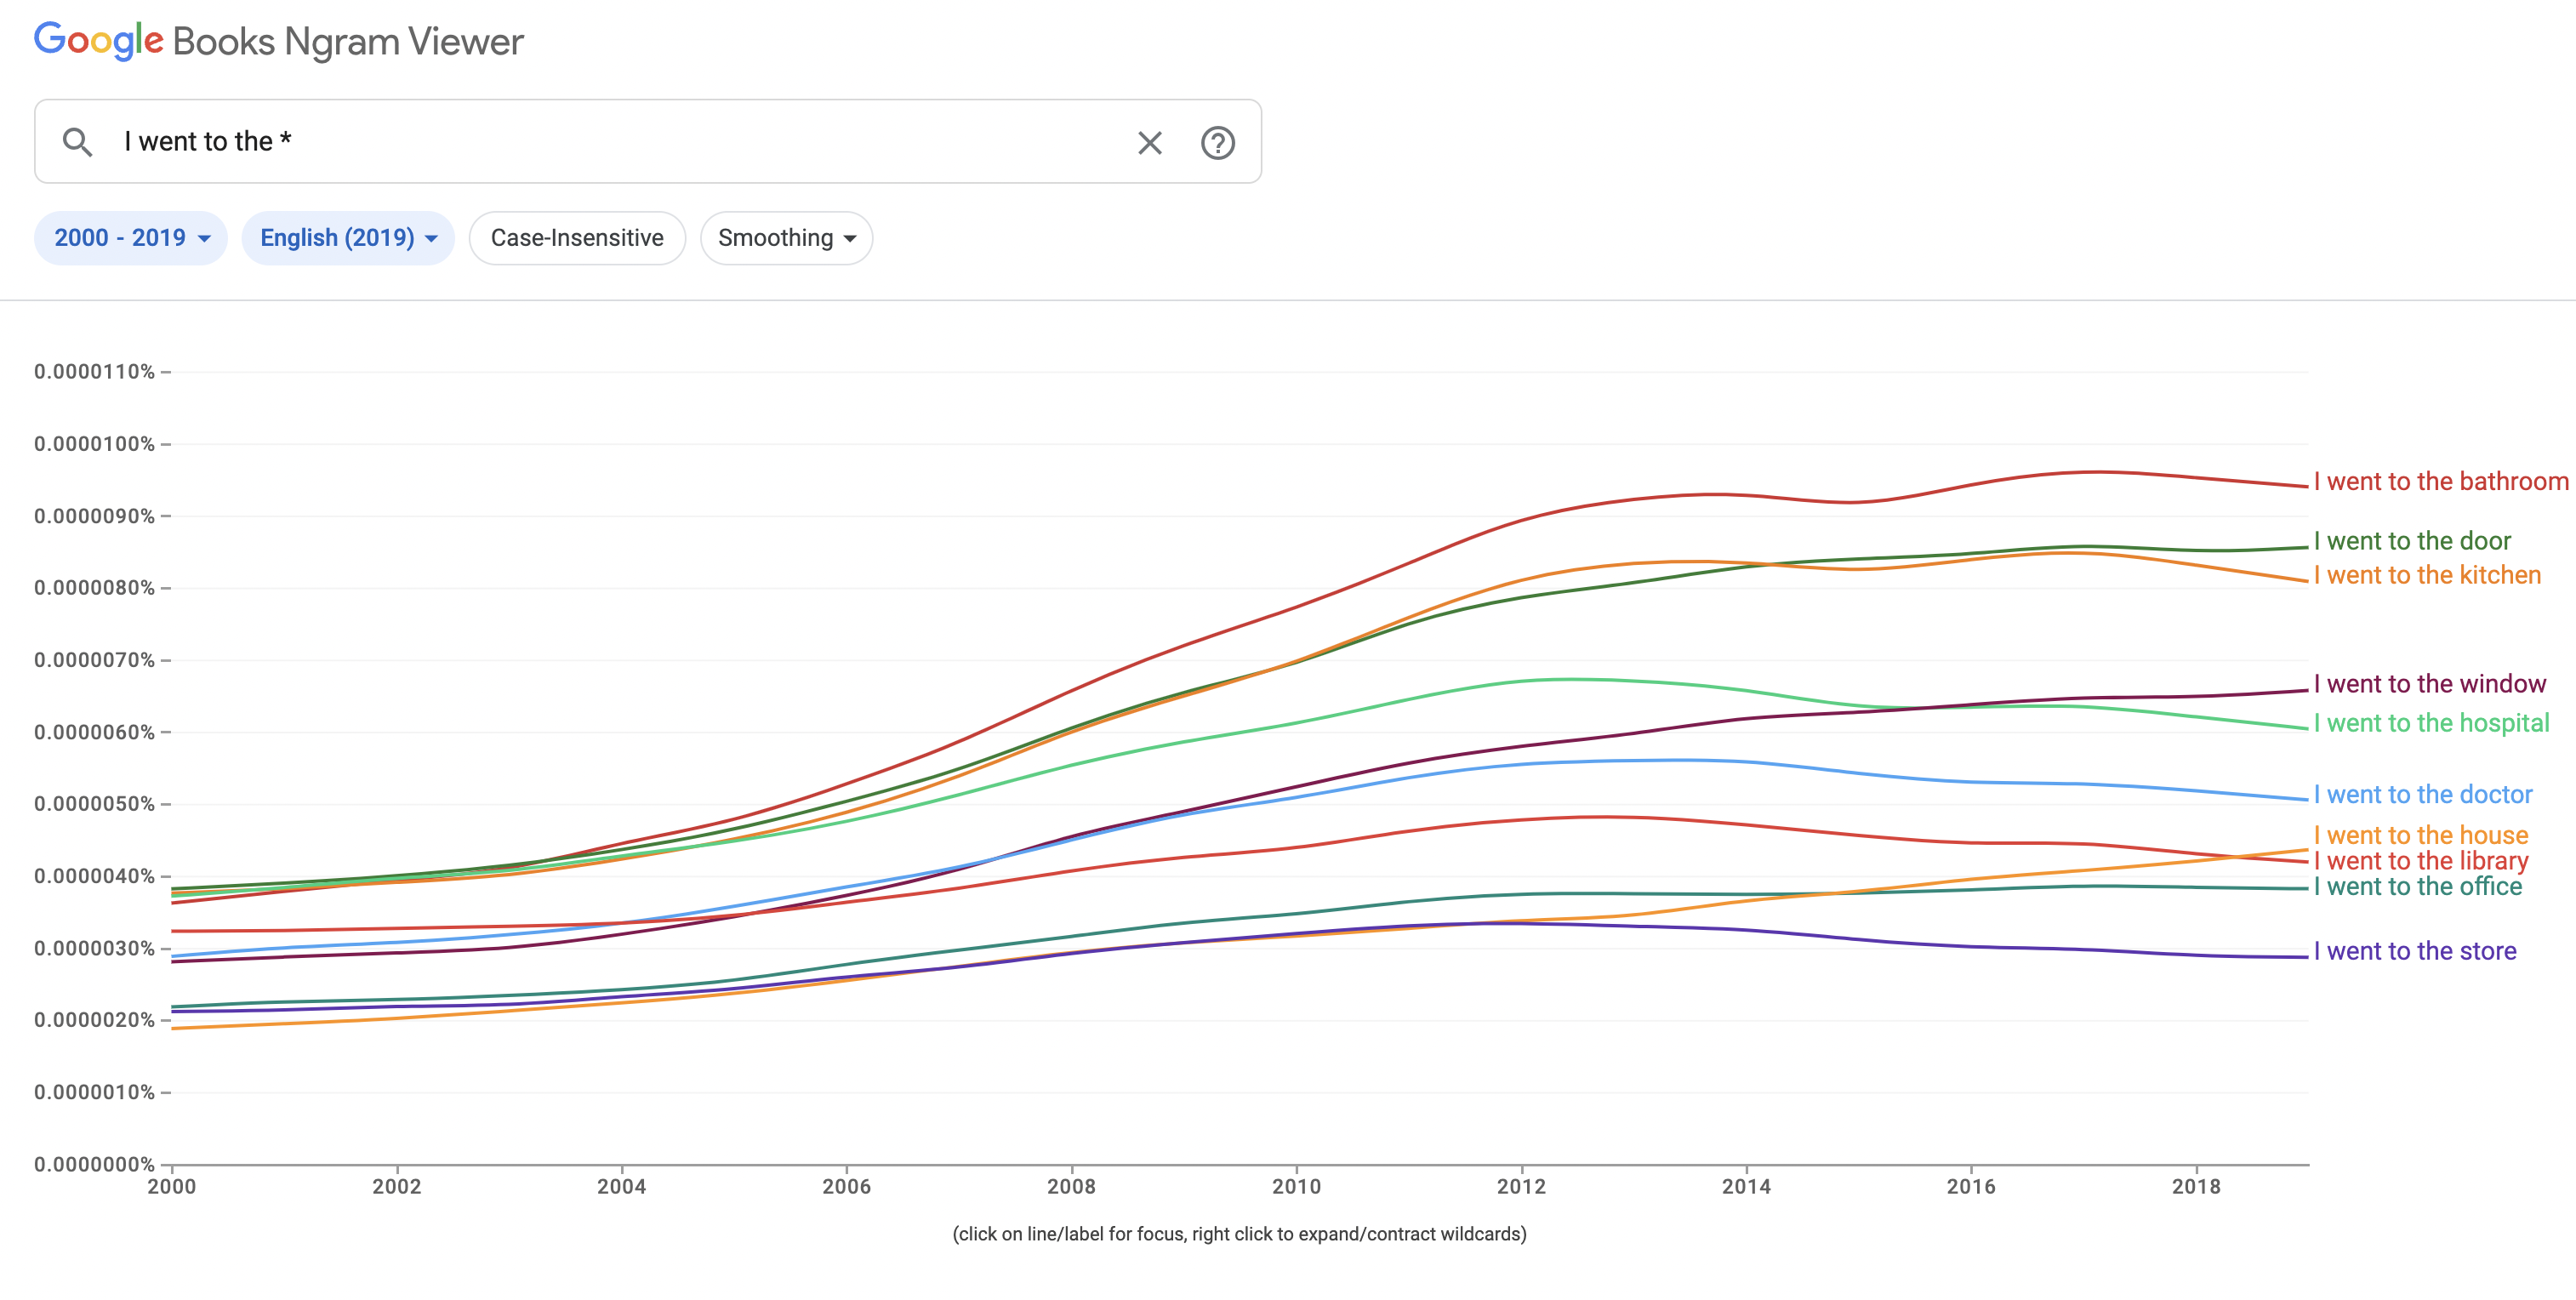 Google Books Ngram Viewer
I went to the *
2000 - 2019
English (2019)
Case-Insensitive
Smoothing
0.0000110%
0.0000100%
0.0000090%
0.0000080%
0.0000070%
0.0000060%
0.0000050%
0.0000040%
0.0000030%
0.0000020%
0.0000010%
0.0000000%
I went to the bathroom
I went to the door
I went to the kitchen
I went to the window
I went to the hospital
I went to the doctor
I went to the house
I went to the library
I went to the office
I went to the store
2000 2002 2004 2006 2008 2010 2012 2014 2016 2018
(click on line/label for focus, right click to expand/contract wildcards)